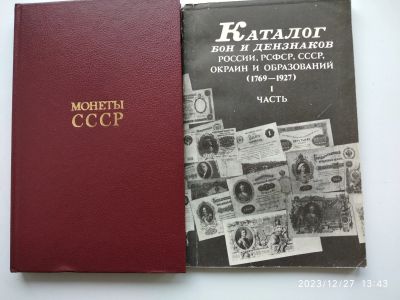 МОНЕТЫ
СССР
КАТАЛОГ
БОН И ДЕНЗНАКОВ
РОССИИ, РСФСР, СССР,
ОКРАИН И ОБРАЗОВАНИЙ
(1769—1927)
I
ЧАСТЬ
2023/12/27 13:43